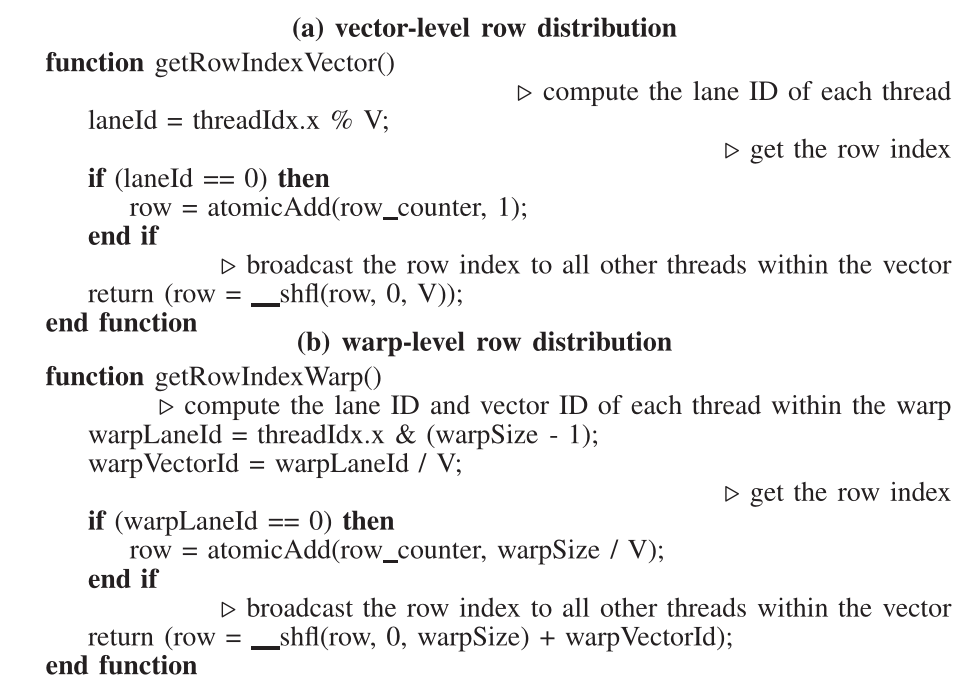 (a) vector-level row distribution
function getRowIndexVector()
▷ compute the lane ID of each thread
laneId = threadIdx.x % V;
▷ get the row index
if (laneId == 0) then
row = atomicAdd(row_counter, 1);
end if
▷ broadcast the row index to all other threads within the vector
return (row = __shfl(row, 0, V));
end function
(b) warp-level row distribution
function getRowIndexWarp()
▷ compute the lane ID and vector ID of each thread within the warp
warpLaneId = threadIdx.x & (warpSize - 1);
warpVectorId = warpLaneId / V;
▷ get the row index
if (warpLaneId == 0) then
row = atomicAdd(row_counter, warpSize / V);
end if
▷ broadcast the row index to all other threads within the vector
return (row = __shfl(row, 0, warpSize) + warpVectorId);
end function